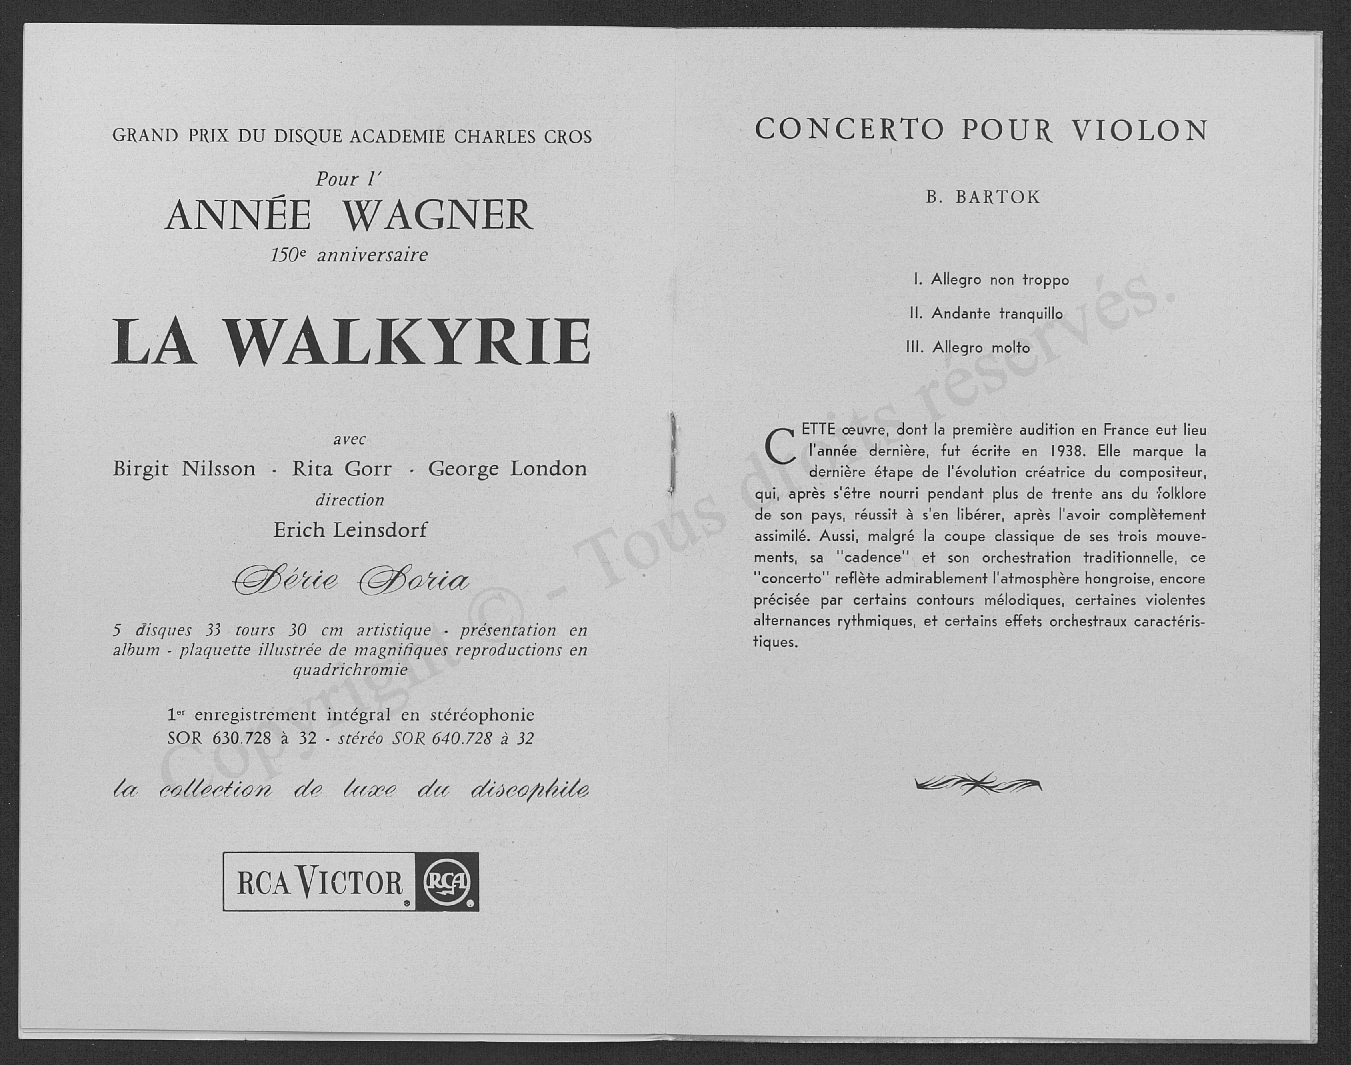 GRAND PRIX DU DISQUE ACADEMIE CHARLES CROS
Pour l'
ANNÉE WAGNER
150e anniversaire
LA WALKYRIE
avec
Birgit Nilsson - Rita Gorr - George London
direction
Erich Leinsdorf
Série Soria
5 disques 33 tours 30 cm artistique - présentation en
album - plaquette illustrée de magnifiques reproductions en
quadrichromie
1er enregistrement intégral en stéréophonie
SOR 630.728 à 32 - stéréo SOR 640.728 à 32
la collection de luxe du discophile
RCA VICTOR
RCA
CONCERTO POUR VIOLON
B. BARTOK
I. Allegro non troppo
II. Andante tranquillo
III. Allegro molto
CETTE œuvre, dont la première audition en France eut lieu
l'année dernière, fut écrite en 1938. Elle marque la
dernière étape de l'évolution créatrice du compositeur,
qui, après s'être nourri pendant plus de trente ans du folklore
de son pays, réussit à s'en libérer, après l'avoir complètement
assimilé. Aussi, malgré la coupe classique de ses trois mouve-
ments, sa "cadence" et son orchestration traditionnelle, ce
"concerto" reflète admirablement l'atmosphère hongroise, encore
précisée par certains contours mélodiques, certaines violentes
alternances rythmiques, et certains effets orchestraux caractéris-
tiques.
Copyright © - Tous droits réservés.